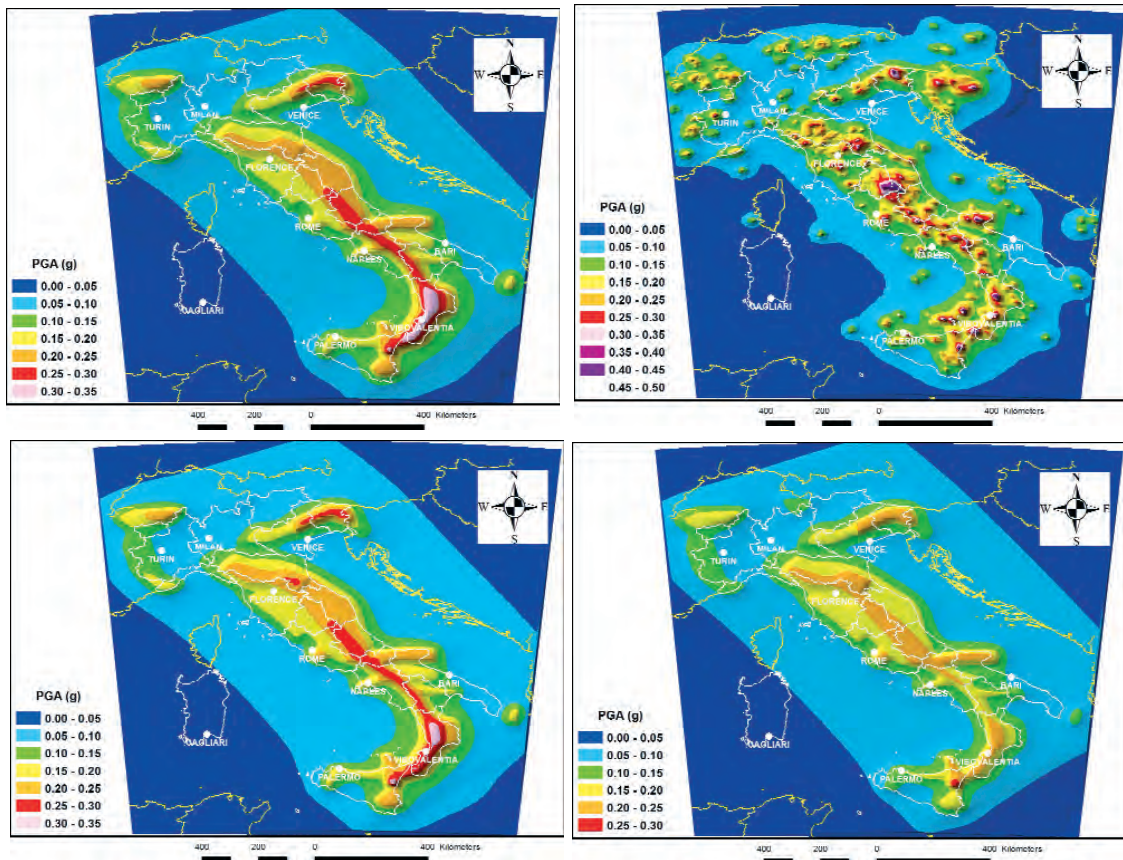 N
W E
S
MILAN
TURIN
VENICE
FLORENCE
ROME
NAPLES
BARI
CAGLIARI
PALERMO
VIBO VALENTIA
PGA (g)
0.00 - 0.05
0.05 - 0.10
0.10 - 0.15
0.15 - 0.20
0.20 - 0.25
0.25 - 0.30
0.30 - 0.35
400 200 0 400 Kilometers
N
W E
S
MILAN
TURIN
VENICE
FLORENCE
ROME
NAPLES
BARI
CAGLIARI
PALERMO
VIBO VALENTIA
PGA (g)
0.00 - 0.05
0.05 - 0.10
0.10 - 0.15
0.15 - 0.20
0.20 - 0.25
0.25 - 0.30
0.30 - 0.35
0.35 - 0.40
0.40 - 0.45
0.45 - 0.50
400 200 0 400 Kilometers
N
W E
S
MILAN
TURIN
VENICE
FLORENCE
ROME
NAPLES
BARI
CAGLIARI
PALERMO
VIBO VALENTIA
PGA (g)
0.00 - 0.05
0.05 - 0.10
0.10 - 0.15
0.15 - 0.20
0.20 - 0.25
0.25 - 0.30
0.30 - 0.35
400 200 0 400 Kilometers
N
W E
S
MILAN
TURIN
VENICE
FLORENCE
ROME
NAPLES
BARI
CAGLIARI
PALERMO
VIBO VALENTIA
PGA (g)
0.00 - 0.05
0.05 - 0.10
0.10 - 0.15
0.15 - 0.20
0.20 - 0.25
0.25 - 0.30
400 200 0 400 Kilometers